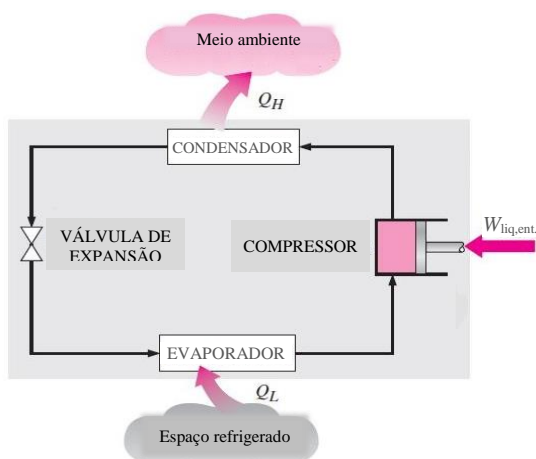 Meio ambiente
Q_H
CONDENSADOR
VÁLVULA DE
EXPANSÃO
COMPRESSOR
W_liq,ent.
EVAPORADOR
Q_L
Espaço refrigerado